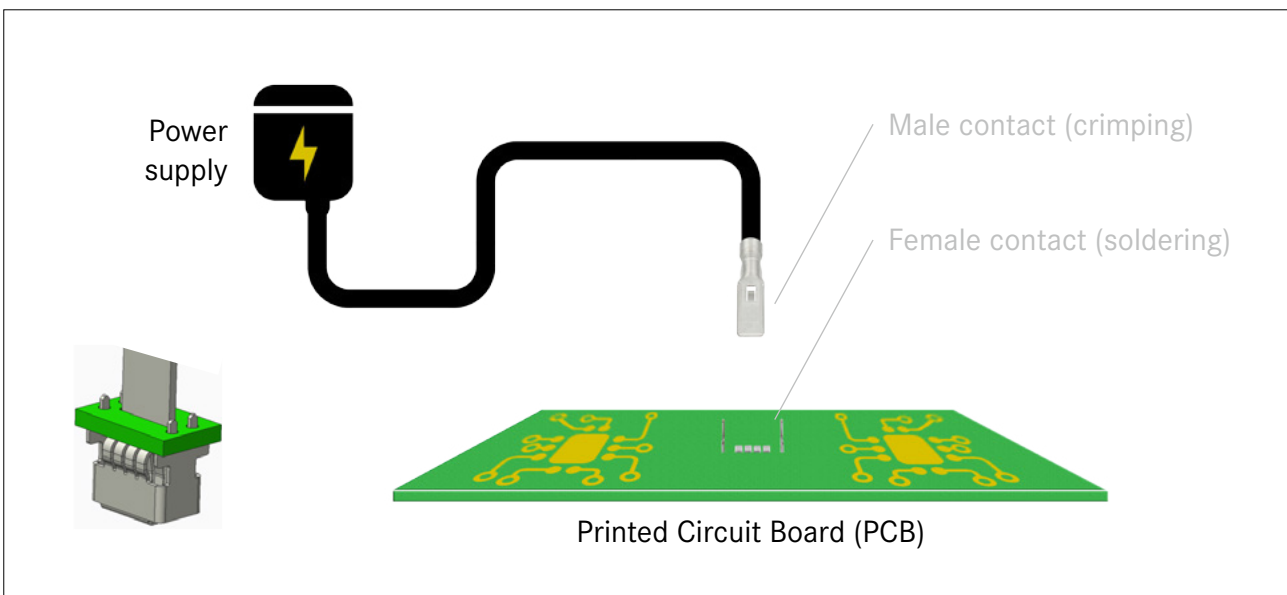 Power
supply
Male contact (crimping)
Female contact (soldering)
Printed Circuit Board (PCB)